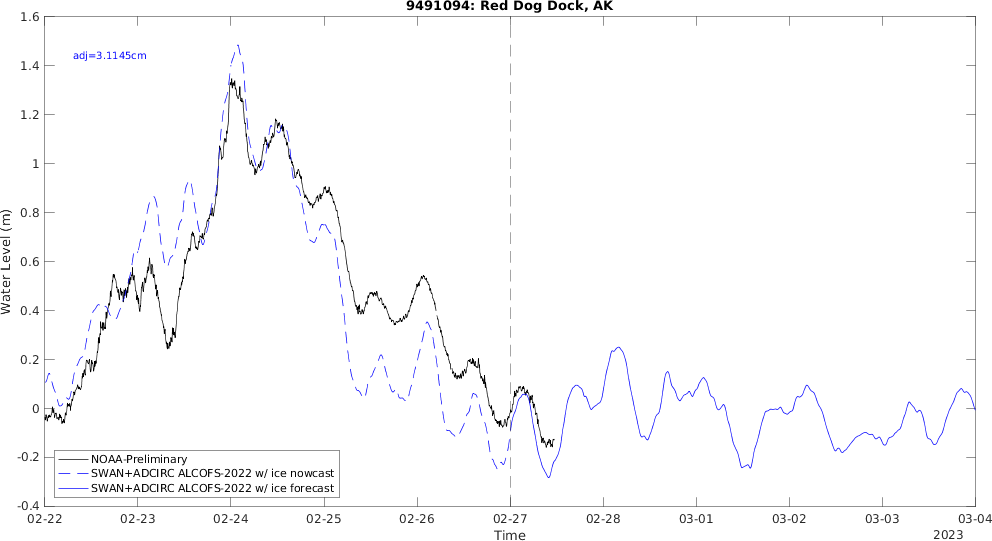 9491094: Red Dog Dock, AK
adj=3.1145cm
Water Level (m)
1.6
1.4
1.2
1
0.8
0.6
0.4
0.2
0
-0.2
-0.4
NOAA-Preliminary
SWAN+ADCIRC ALCOFS-2022 w/ ice nowcast
SWAN+ADCIRC ALCOFS-2022 w/ ice forecast
02-22 02-23 02-24 02-25 02-26 02-27 02-28 03-01 03-02 03-03 03-04
Time
2023